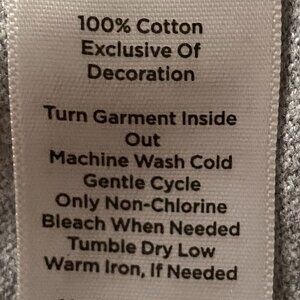 100% Cotton
Exclusive Of
Decoration
Turn Garment Inside
Out
Machine Wash Cold
Gentle Cycle
Only Non-Chlorine
Bleach When Needed
Tumble Dry Low
Warm Iron, If Needed